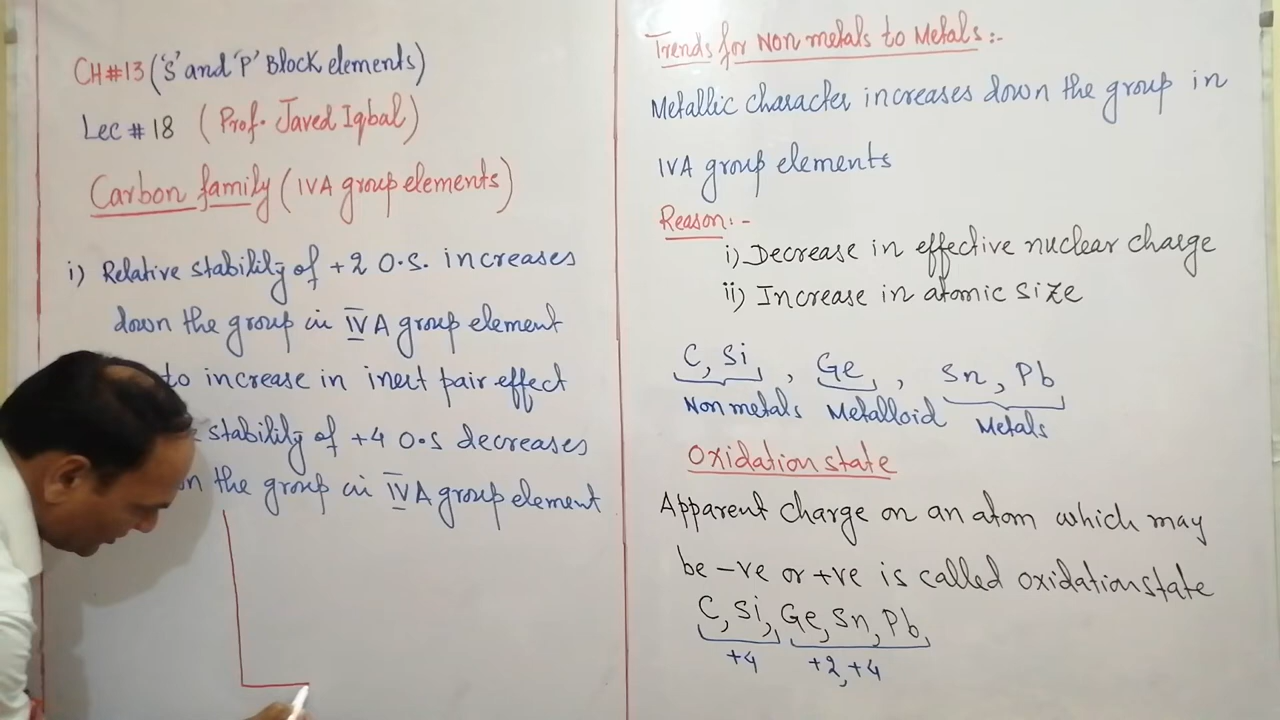 CH#13 ('S' and 'P' Block elements)
Lec # 18 (Prof. Javed Iqbal)
Carbon family (IVA group elements)
i) Relative stability of +2 O.S. increases
down the group in IVA group element
to increase in inert pair effect
stability of +4 O.S decreases
the group in IVA group element
Trends for Non metals to Metals :-
Metallic character increases down the group in
IVA group elements
Reason :-
i) Decrease in effective nuclear charge
ii) Increase in atomic size
C, Si, Ge, Sn, Pb
Non metals Metalloid Metals
Oxidation state
Apparent charge on an atom which may
be -ve or +ve is called oxidation state
C, Si, Ge, Sn, Pb,
+4 +2, +4